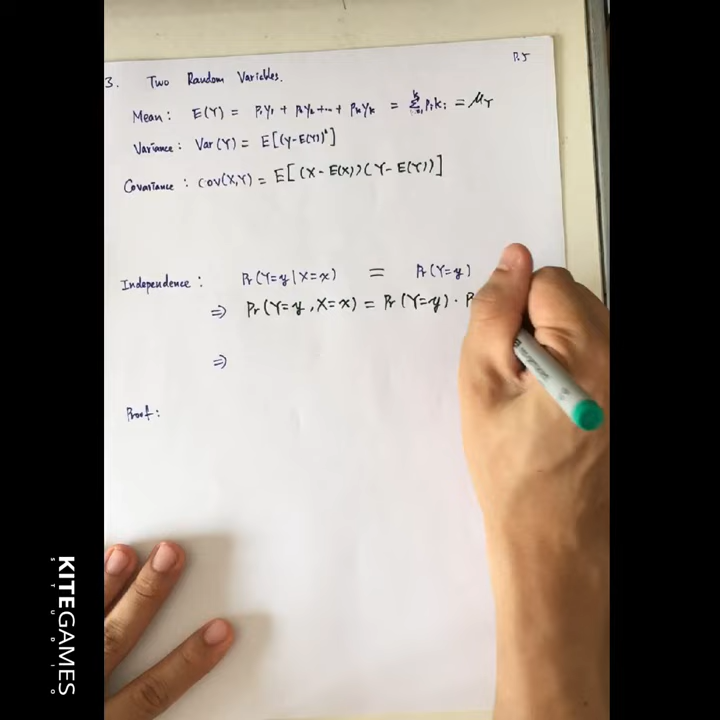 P.5
3. Two Random Variables.
Mean: E(Y) = P₁Y₁ + P₂Y₂ +...+ PₖYₖ = Σᵏᵢ₌₁ Pᵢkᵢ = μ_Y
Variance: Var(Y) = E[(y-E(Y))²]
Covariance: cov(X,Y) = E[(X-E(X))(Y-E(Y))]
Independence: Pr(Y=y|X=x) = Pr(Y=y)
⇒ Pr(Y=y, X=x) = Pr(Y=y) · P
⇒
Proof:
KITEGAMES
STUDIO